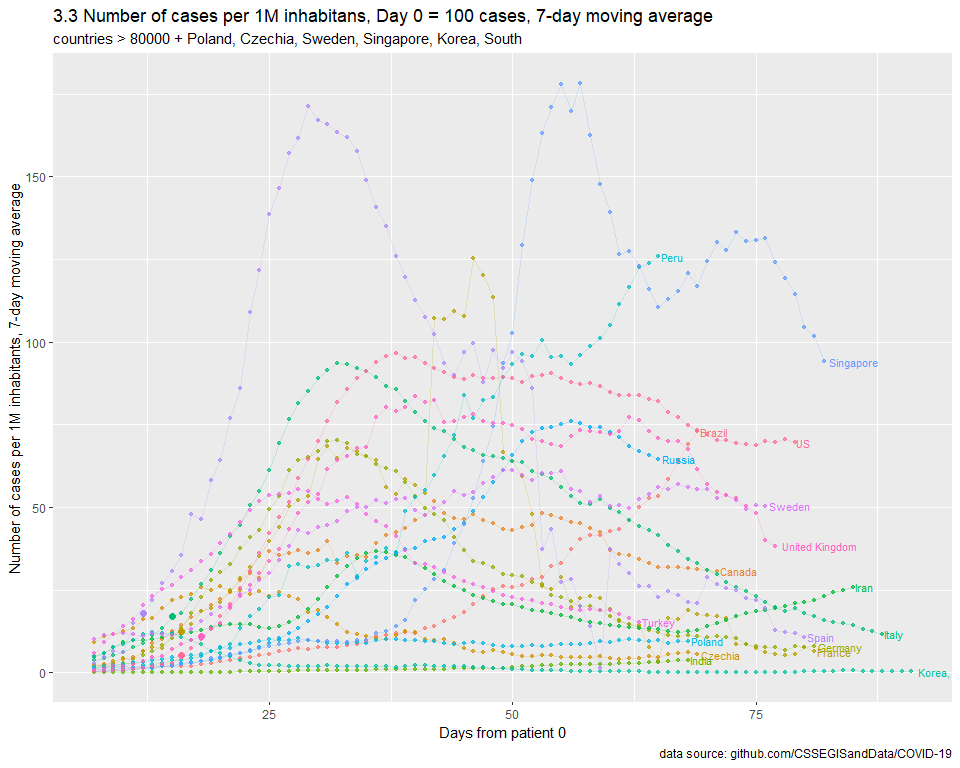 3.3 Number of cases per 1M inhabitans, Day 0 = 100 cases, 7-day moving average
countries > 80000 + Poland, Czechia, Sweden, Singapore, Korea, South
Number of cases per 1M inhabitants, 7-day moving average
150
100
50
0
Peru
Singapore
Brazil
US
Russia
Sweden
United Kingdom
Canada
Iran
Turkey
Italy
Spain
Poland
Germany
France
Czechia
India
Korea,
25
50
75
Days from patient 0
data source: github.com/CSSEGISandData/COVID-19